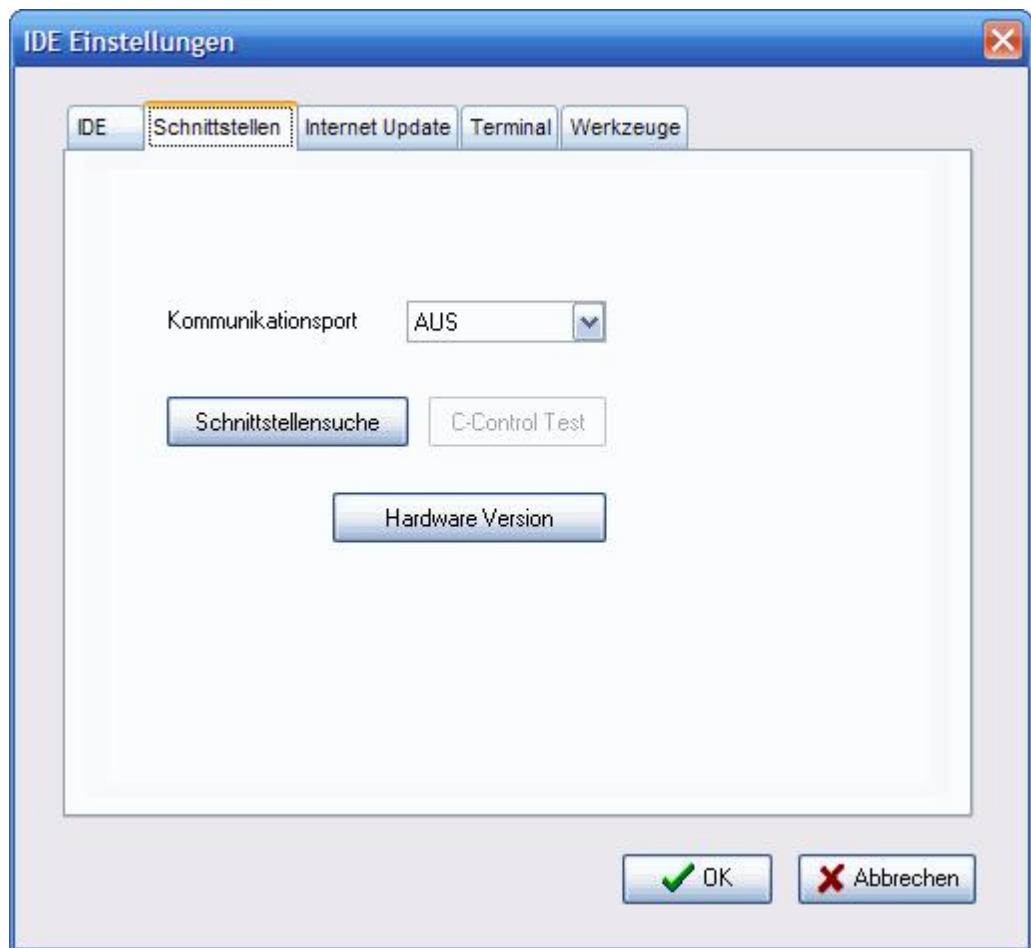 IDE Einstellungen
IDE Schnittstellen Internet Update Terminal Werkzeuge
Kommunikationsport AUS
Schnittstellensuche C-Control Test
Hardware Version
OK Abbrechen